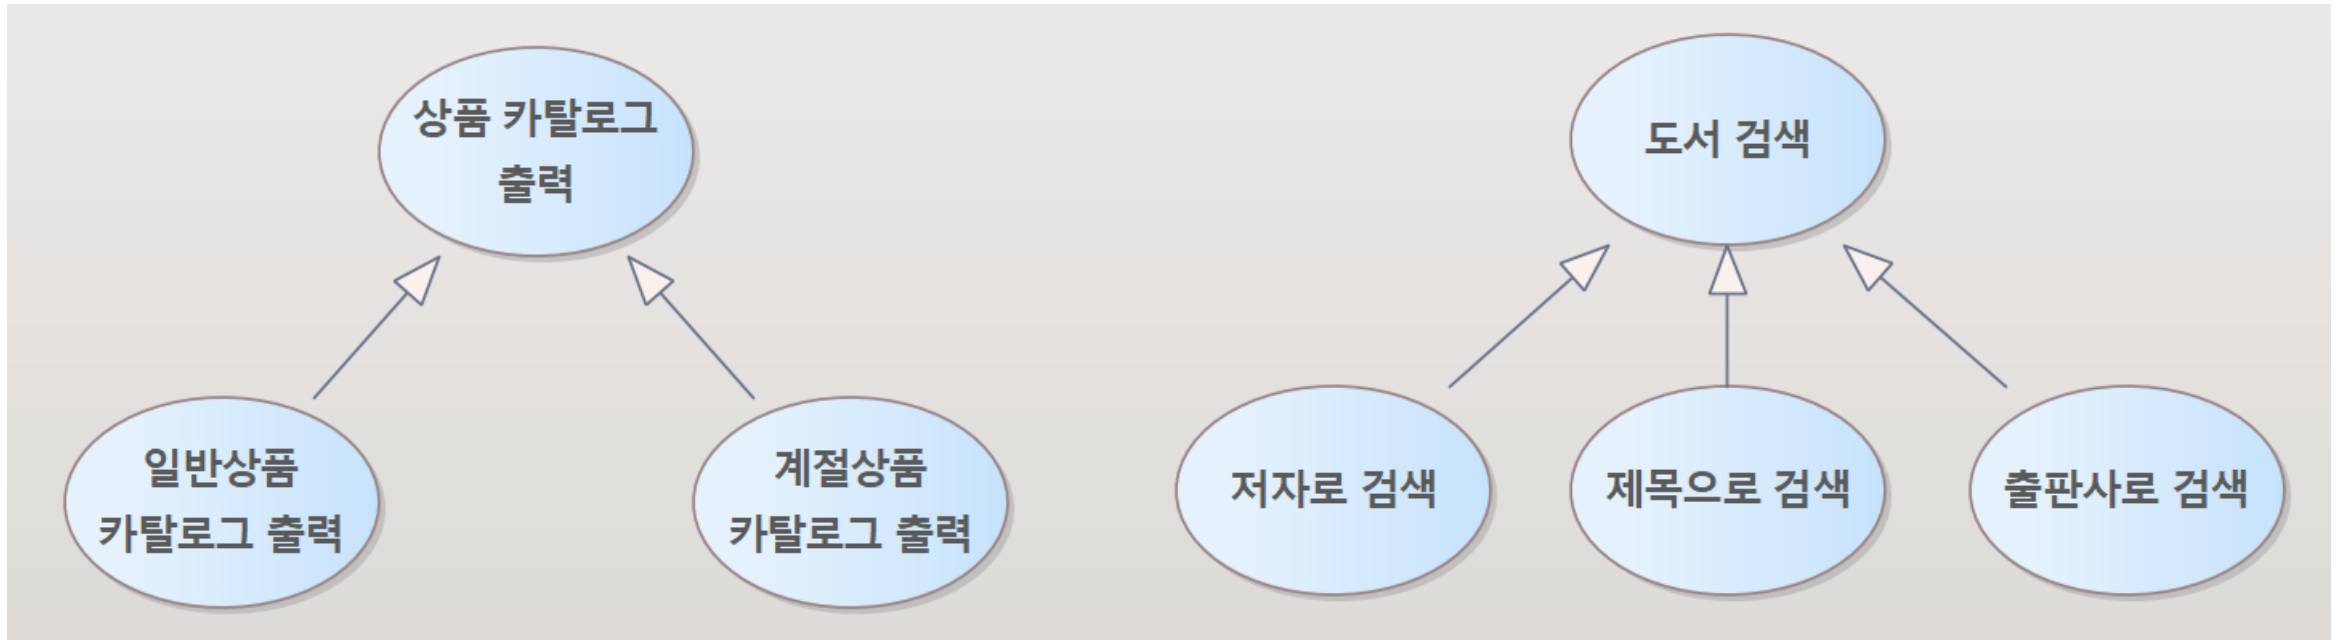 상품 카탈로그
출력
도서 검색
일반상품
카탈로그 출력
계절상품
카탈로그 출력
저자로 검색
제목으로 검색
출판사로 검색